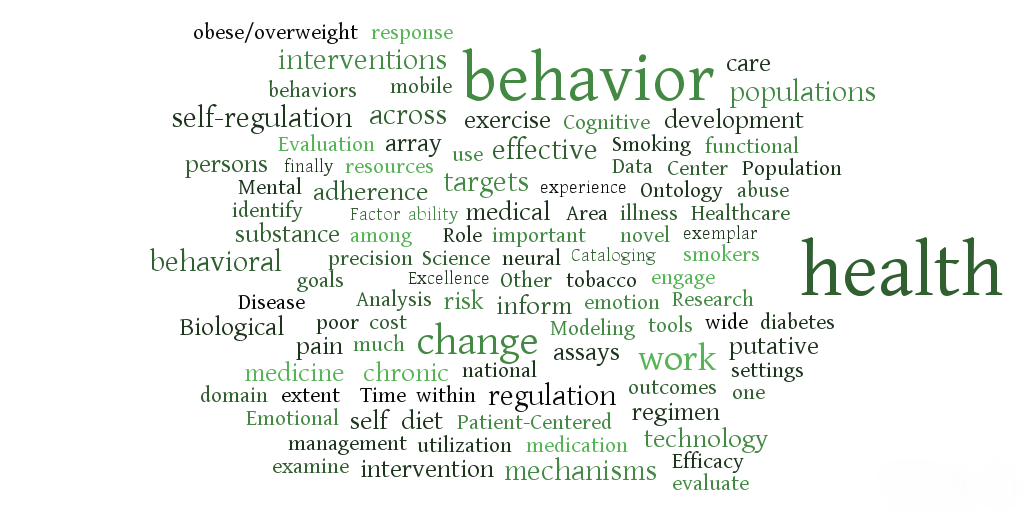 obese/overweight response
interventions behavior care
behaviors mobile populations
self-regulation across exercise Cognitive development
Evaluation array use effective Smoking functional
persons finally resources Data Center Population
Mental adherence targets experience Ontology abuse
identify Factor ability medical Area illness Healthcare
substance among Role important novel exemplar
behavioral precision Science neural Cataloging smokers health
goals Excellence Other tobacco engage
Disease Analysis risk inform emotion Research
Biological poor cost change Modeling tools wide diabetes
pain much assays work putative
medicine chronic national settings
domain extent Time within regulation outcomes one
Emotional self diet Patient-Centered regimen
management utilization medication technology
examine intervention mechanisms Efficacy
evaluate